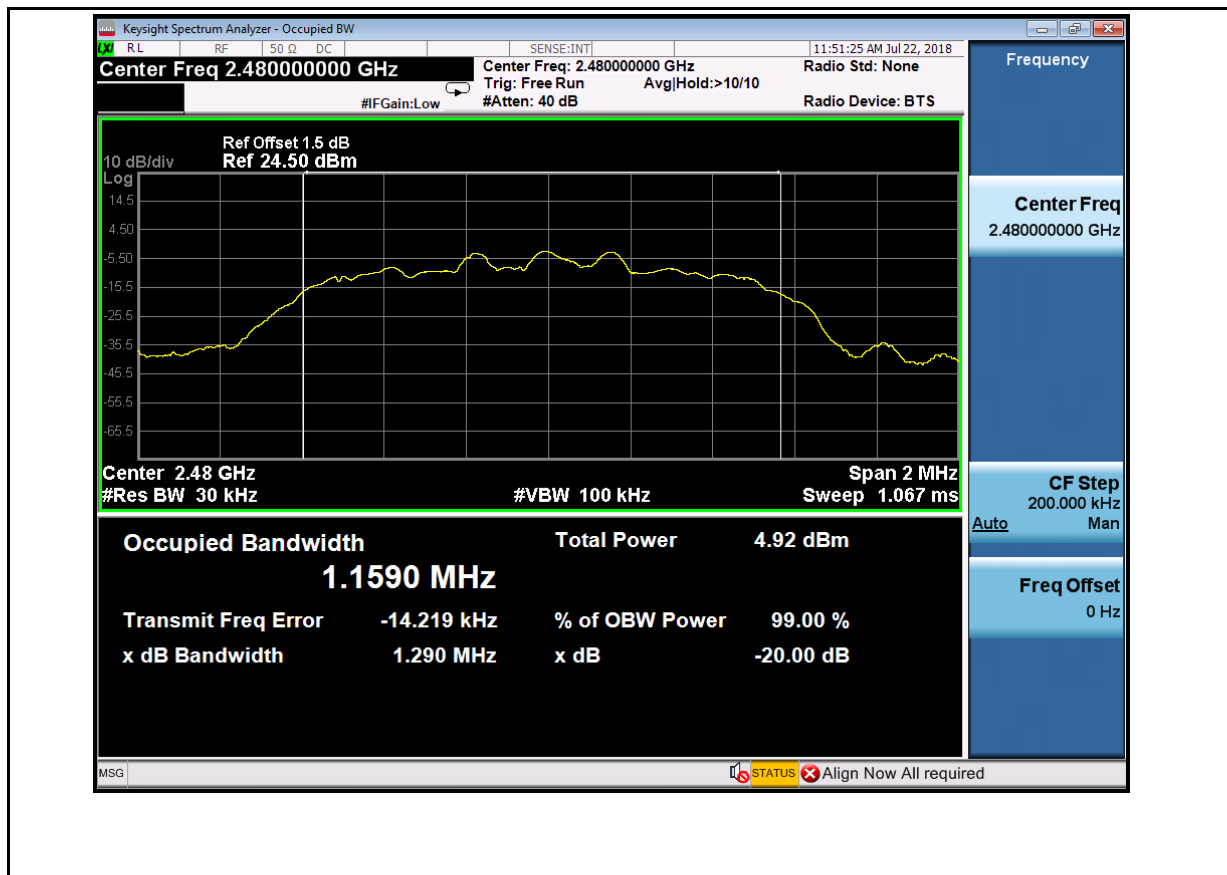 Keysight Spectrum Analyzer - Occupied BW
LXI RL RF 50 Ω DC SENSE:INT 11:51:25 AM Jul 22, 2018
Center Freq 2.480000000 GHz
#IFGain:Low
Center Freq: 2.480000000 GHz
Trig: Free Run Avg|Hold:>10/10
#Atten: 40 dB
Radio Std: None
Radio Device: BTS
Ref Offset 1.5 dB
10 dB/div Ref 24.50 dBm
Log
14.5
4.50
-5.50
-15.5
-25.5
-35.5
-45.5
-55.5
-65.5
Center 2.48 GHz Span 2 MHz
#Res BW 30 kHz #VBW 100 kHz Sweep 1.067 ms
Occupied Bandwidth Total Power 4.92 dBm
1.1590 MHz
Transmit Freq Error -14.219 kHz % of OBW Power 99.00 %
x dB Bandwidth 1.290 MHz x dB -20.00 dB
Frequency
Center Freq
2.480000000 GHz
CF Step
200.000 kHz
Auto Man
Freq Offset
0 Hz
MSG STATUS Align Now All required